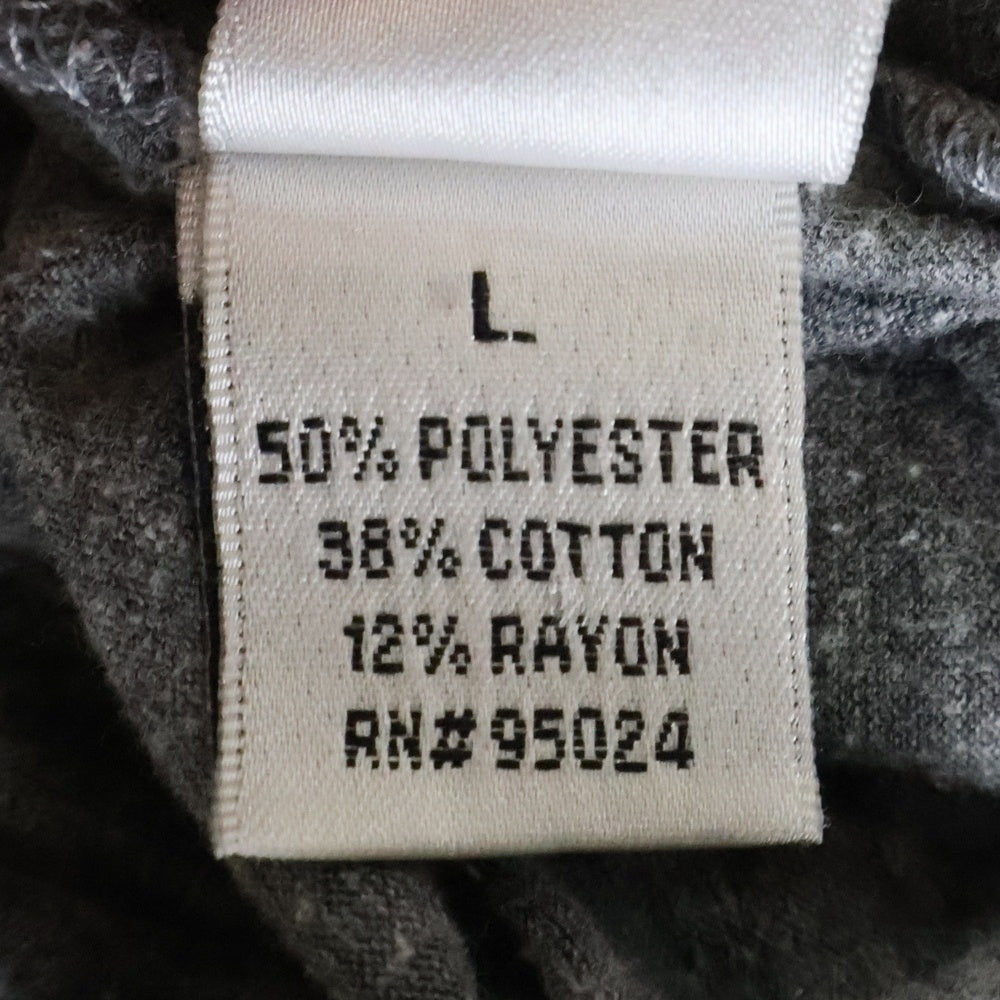 L
50% POLYESTER
38% COTTON
12% RAYON
RN# 95024